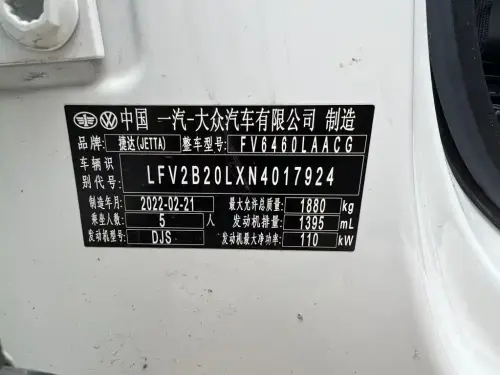 中国 一汽-大众汽车有限公司 制造
品牌:捷达(JETTA) 整车型号: FV6460LAACG
车辆识别代号: LFV2B20LXN4017924
制造年月: 2022-02-21 最大允许总质量: 1880 kg
乘坐人数: 5 人 发动机排量: 1395 mL
发动机型号: DJS 发动机最大净功率: 110 kW